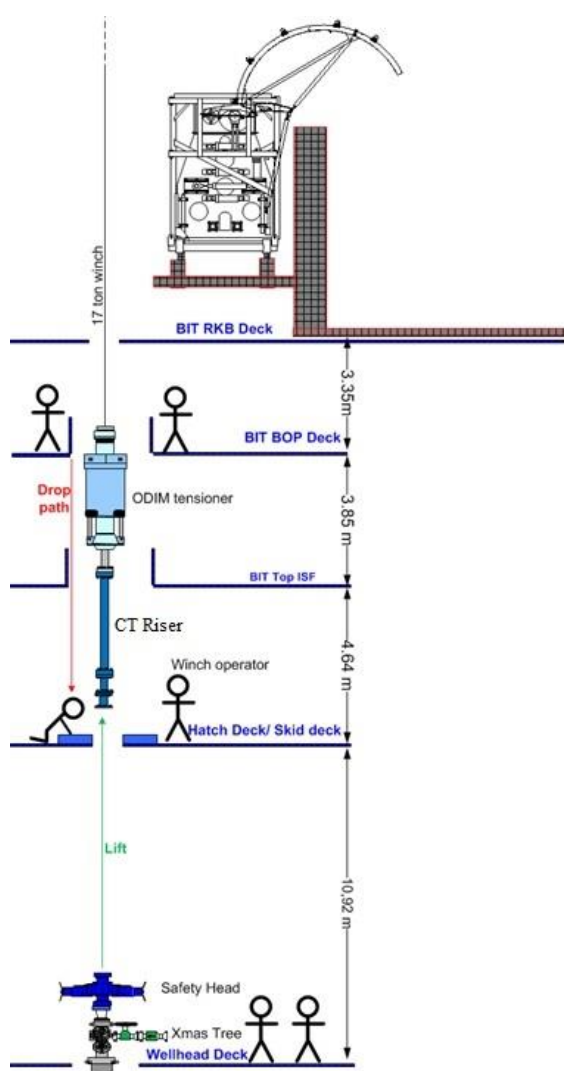 17 ton winch
BIT RKB Deck
3.35m
BIT BOP Deck
Drop
path
ODIM tensioner
3.85 m
BIT Top ISF
CT Riser
4.64 m
Winch operator
Hatch Deck/ Skid deck
Lift
10,92 m
Safety Head
Xmas Tree
Wellhead Deck